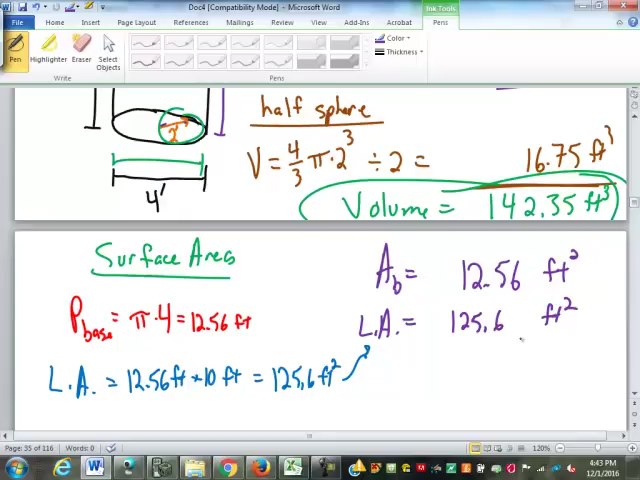 Doc4 [Compatibility Mode] - Microsoft Word
Ink Tools
File Home Insert Page Layout References Mailings Review View Add-Ins Acrobat Pens
Pen
Highlighter
Eraser
Select Objects
Color
Thickness
Write
Pens
2
4'
half sphere
V = 4/3 π·2³ ÷ 2 = 16.75 ft³
Volume = 142.35 ft³
Surface Area
P base = π·4 = 12.56 ft
L.A. = 12.56 ft * 10 ft = 125.6 ft²
A b = 12.56 ft²
L.A. = 125.6 ft²
Page: 35 of 116 Words: 0 120%
4:43 PM
12/1/2016